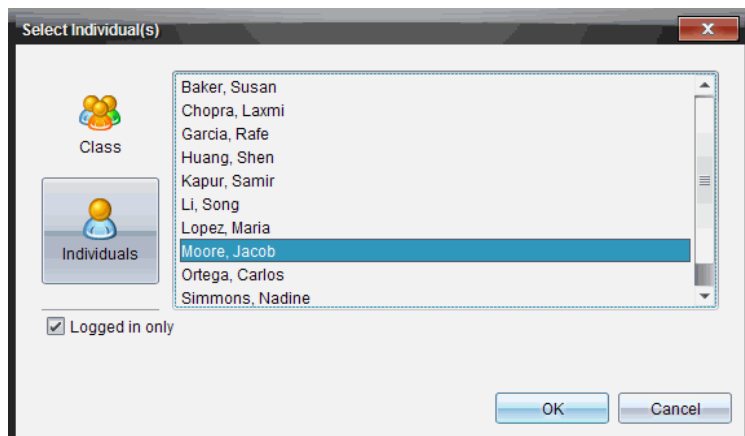 Select Individual(s)
x
Class
Individuals
Logged in only
Baker, Susan
Chopra, Laxmi
Garcia, Rafe
Huang, Shen
Kapur, Samir
Li, Song
Lopez, Maria
Moore, Jacob
Ortega, Carlos
Simmons, Nadine
OK
Cancel